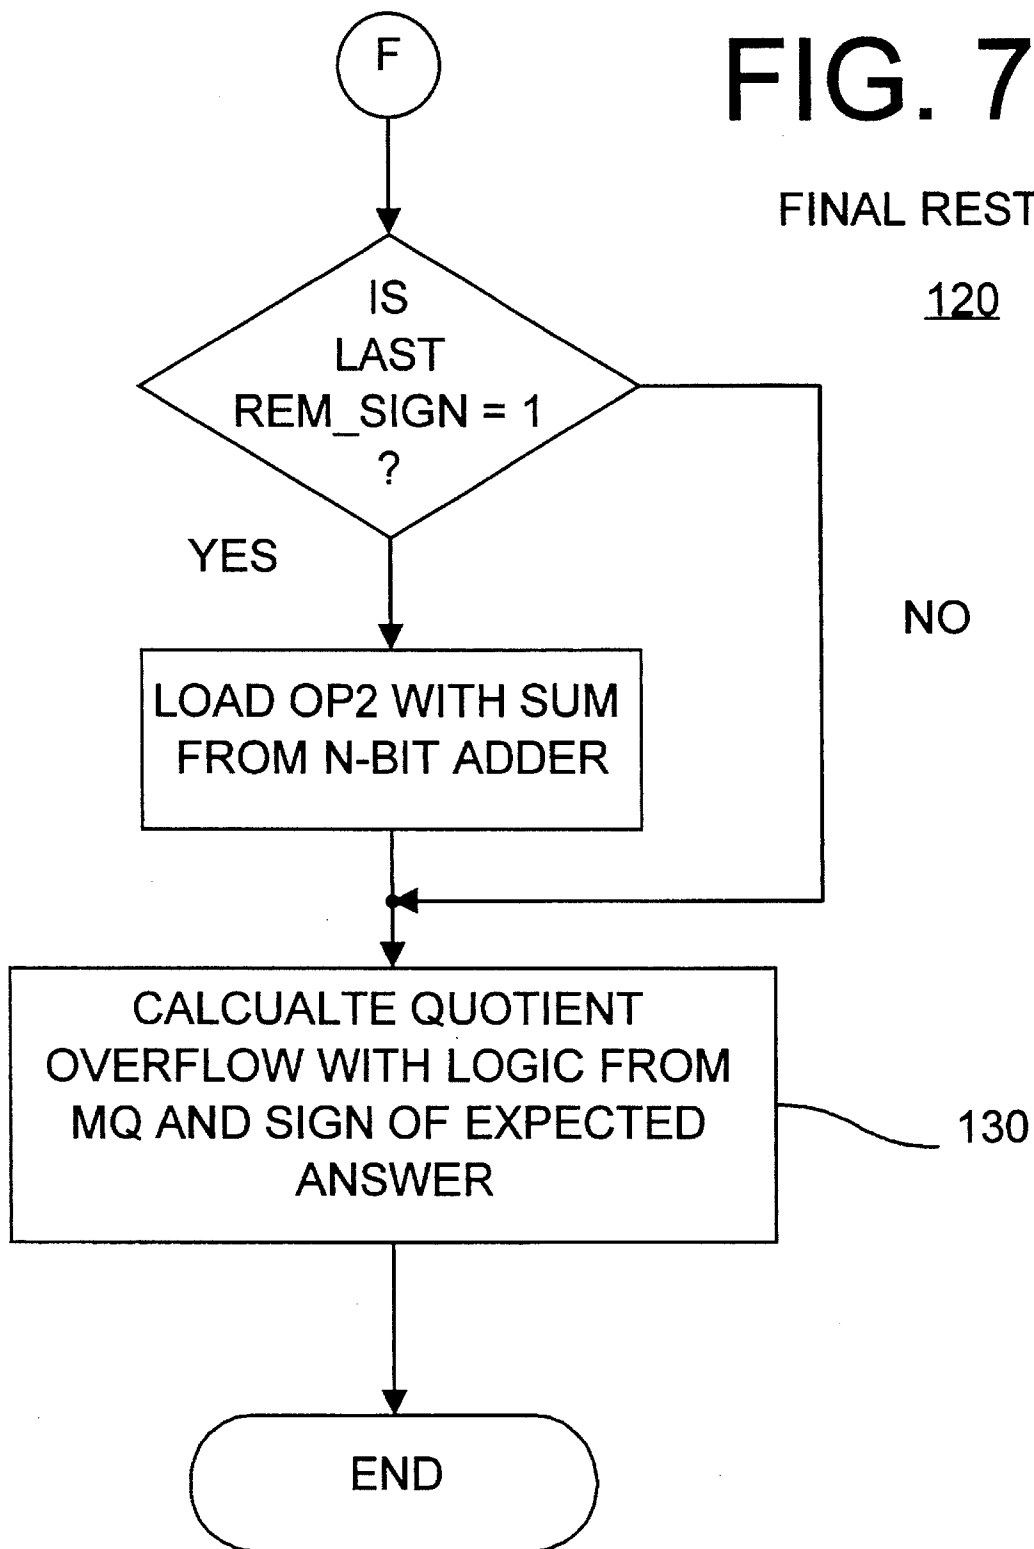 F
FIG. 7
FINAL REST
120
IS
LAST
REM_SIGN = 1
?
YES
NO
LOAD OP2 WITH SUM
FROM N-BIT ADDER
CALCUALTE QUOTIENT
OVERFLOW WITH LOGIC FROM
MQ AND SIGN OF EXPECTED
ANSWER
130
END